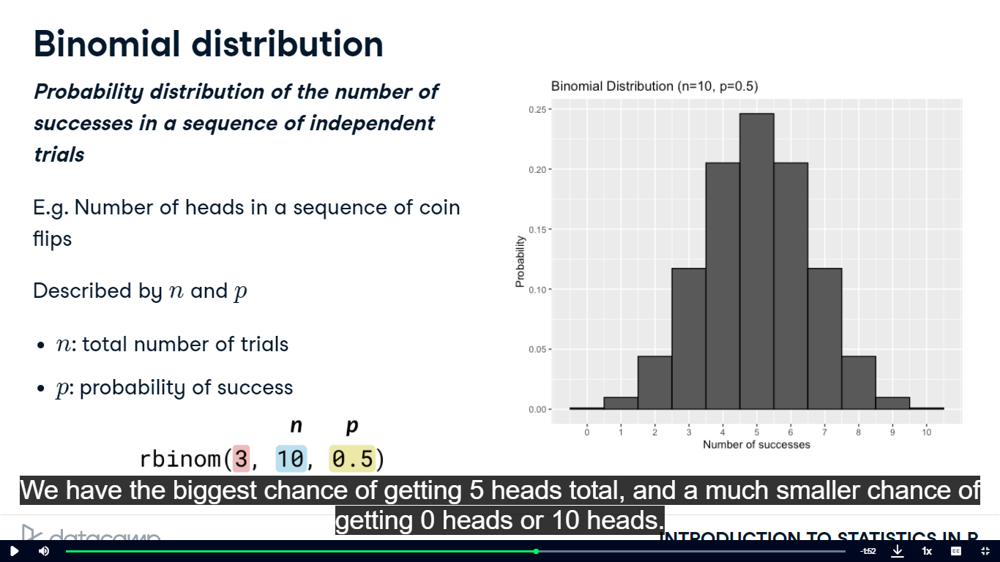 Binomial distribution
Probability distribution of the number of
successes in a sequence of independent
trials
E.g. Number of heads in a sequence of coin
flips
Described by n and p
• n: total number of trials
• p: probability of success
n p
rbinom(3, 10, 0.5)
Binomial Distribution (n=10, p=0.5)
0.25
0.20
0.15
0.10
0.05
0.00
Probability
0 1 2 3 4 5 6 7 8 9 10
Number of successes
We have the biggest chance of getting 5 heads total, and a much smaller chance of
getting 0 heads or 10 heads.
datacamp
INTRODUCTION TO STATISTICS IN R
-1:52
1x
CC